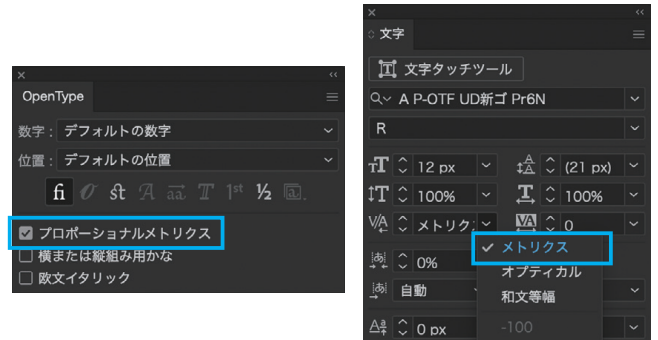 OpenType
数字 : デフォルトの数字
位置 : デフォルトの位置
fi O st A aa T 1st ½ a
プロポーショナルメトリクス
横または縦組み用かな
欧文イタリック
文字
文字タッチツール
A P-OTF UD新ゴ Pr6N
R
12 px (21 px)
100% 100%
メトリク 0
メトリクス
オプティカル
和文等幅
-100
0%
自動
0 px